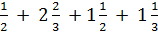 1/2 + 2 2/3 + 1 1/2 + 1 1/3